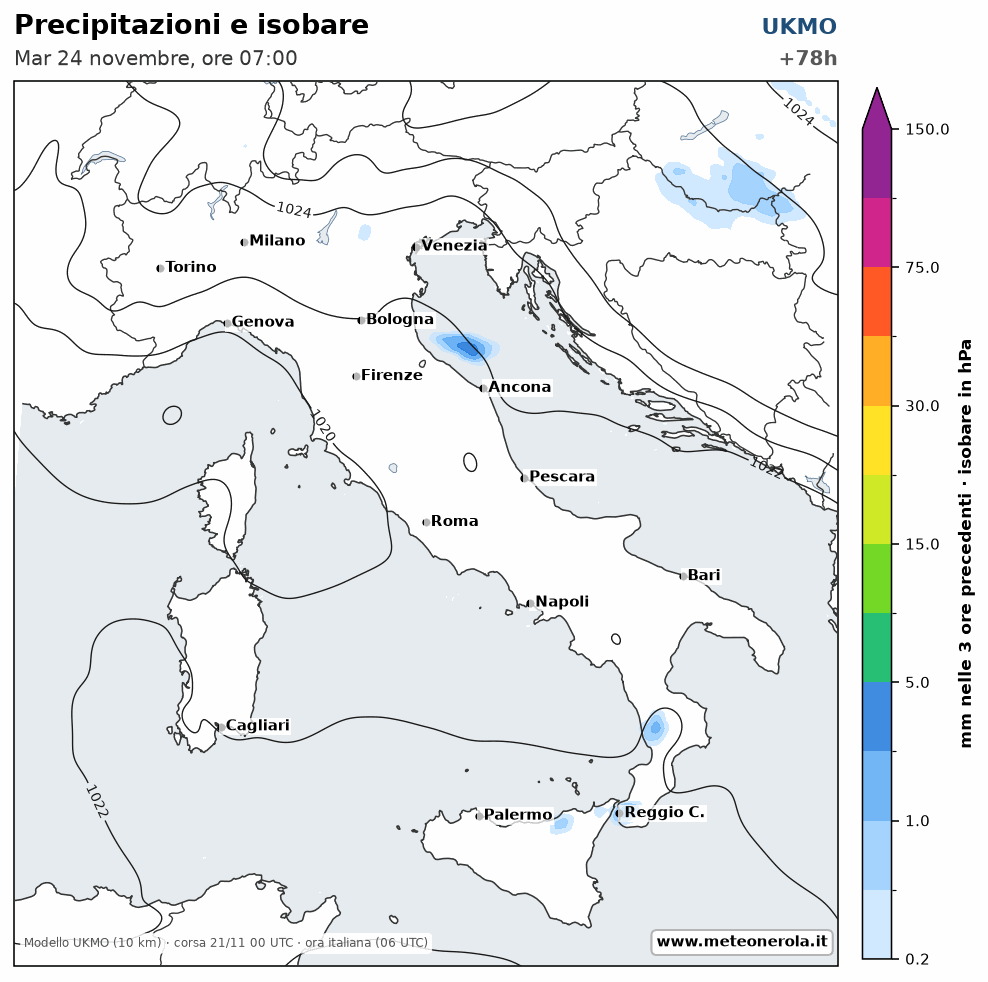 Precipitazioni e isobare
UKMO
Mar 24 novembre, ore 07:00
+78h
1024
1024
Milano
Venezia
Torino
Genova
Bologna
Firenze
Ancona
1020
1022
Pescara
Roma
Bari
Napoli
Cagliari
1022
Palermo
Reggio C.
Modello UKMO (10 km) · corsa 21/11 00 UTC · ora italiana (06 UTC)
www.meteonerola.it
150.0
75.0
30.0
15.0
5.0
1.0
0.2
mm nelle 3 ore precedenti · isobare in hPa